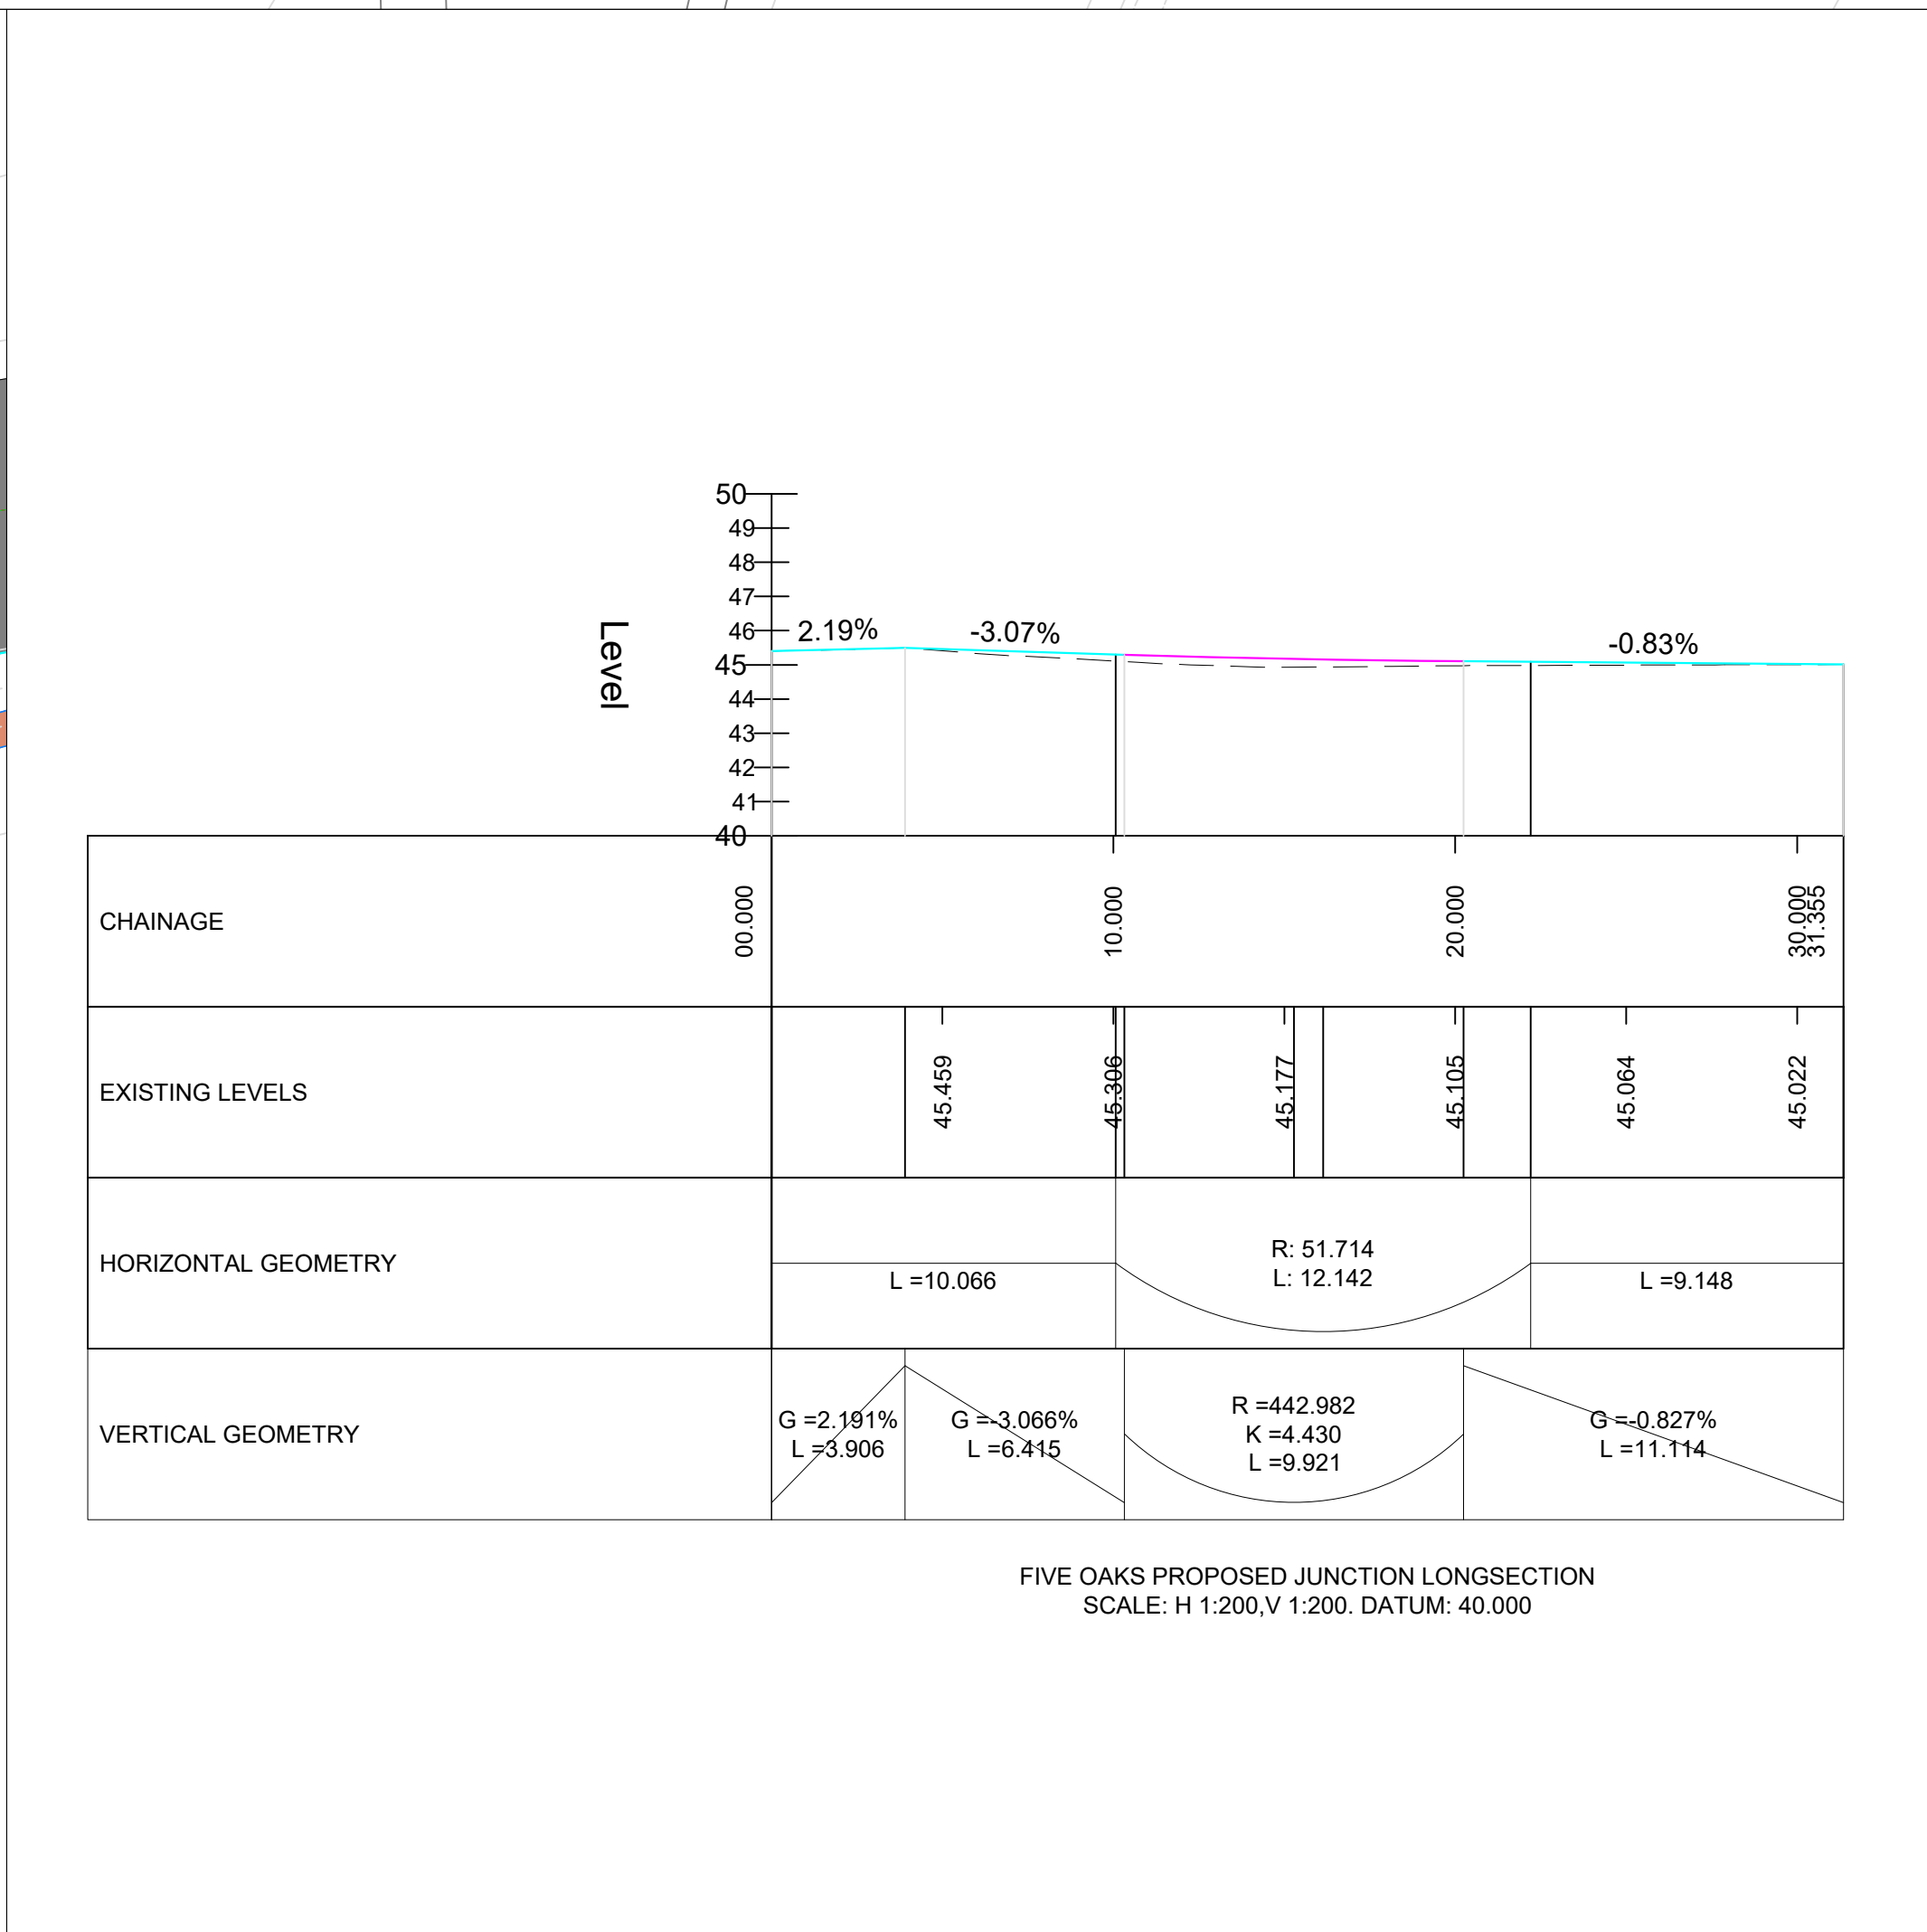 50
49
48
47
46
45
44
43
42
41
40
Level
2.19%
-3.07%
-0.83%
CHAINAGE
00.000
10.000
20.000
30.000
31.355
EXISTING LEVELS
45.459
45.306
45.177
45.105
45.064
45.022
HORIZONTAL GEOMETRY
L =10.066
R: 51.714
L: 12.142
L =9.148
VERTICAL GEOMETRY
G =2.191%
L =3.906
G =-3.066%
L =6.415
R =442.982
K =4.430
L =9.921
G =-0.827%
L =11.114
FIVE OAKS PROPOSED JUNCTION LONGSECTION
SCALE: H 1:200,V 1:200. DATUM: 40.000